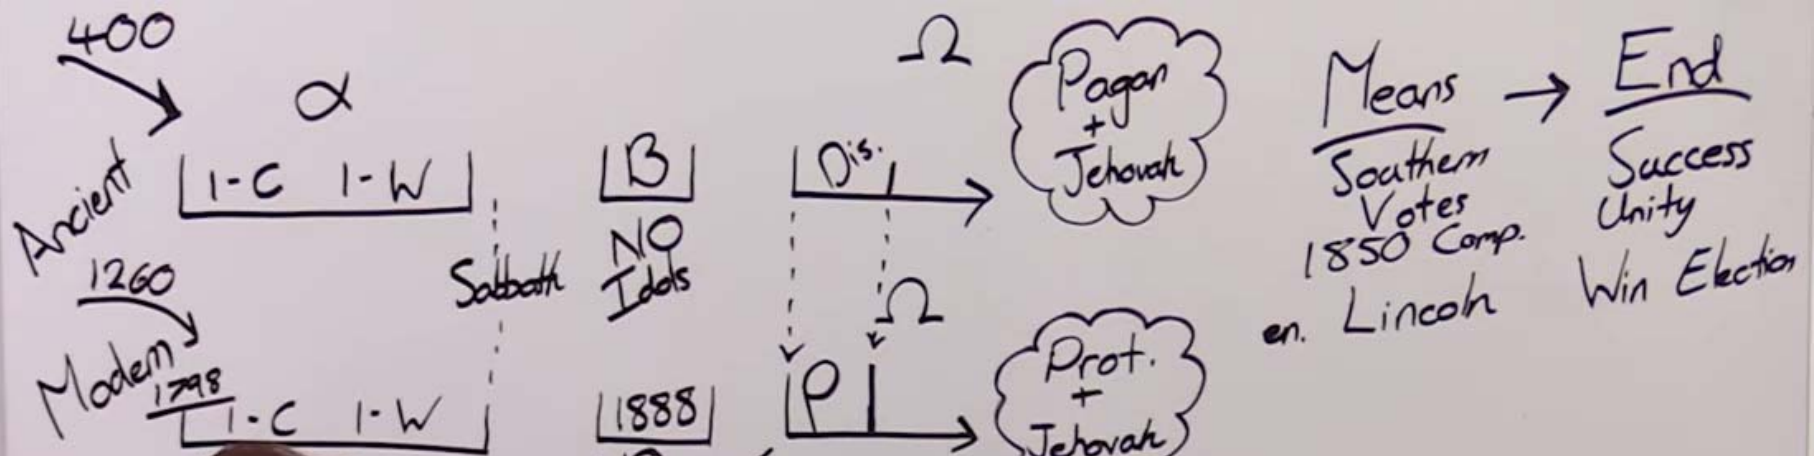 400
α
Ancient
1-C 1-W
B
Dis.
Ω
Pagan
+
Jehovah
Sabbath
NO
Idols
1260
Modern
1798
1-C 1-W
1888
P
Ω
Prot.
+
Jehovah
Means → End
Southern
Votes
1850 Comp.
en. Lincoln
Success
Unity
Win Election